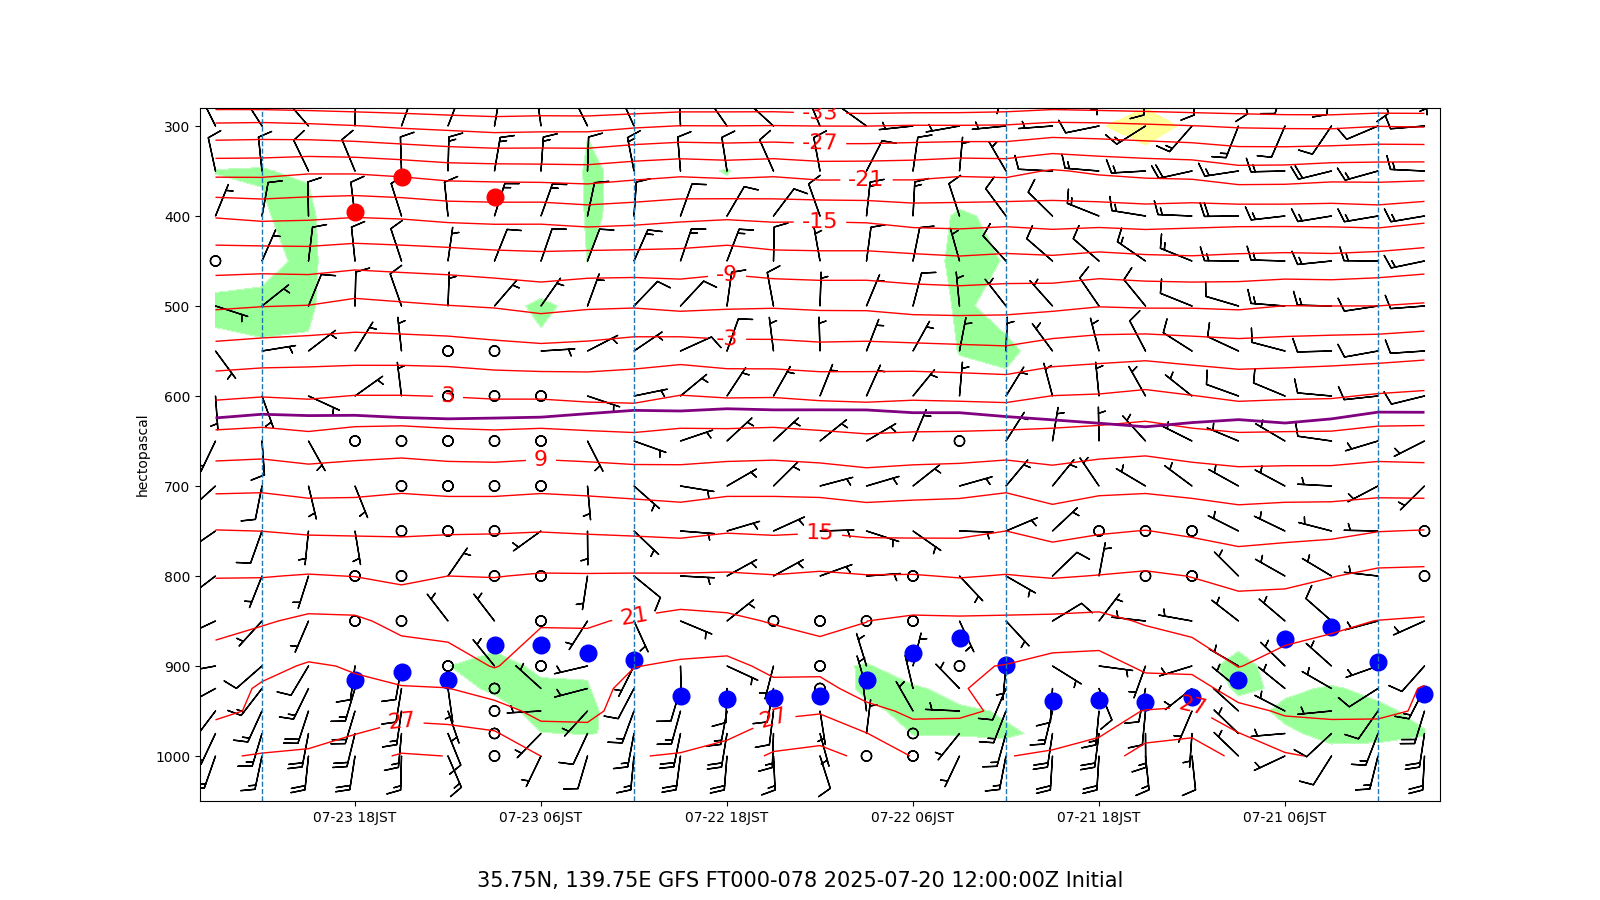 -33
300
-27
-21
400
-15
-9
500
-3
3
600
hectopascal
9
700
15
800
21
900
27
27
27
1000
07-23 18JST
07-23 06JST
07-22 18JST
07-22 06JST
07-21 18JST
07-21 06JST
35.75N, 139.75E GFS FT000-078 2025-07-20 12:00:00Z Initial